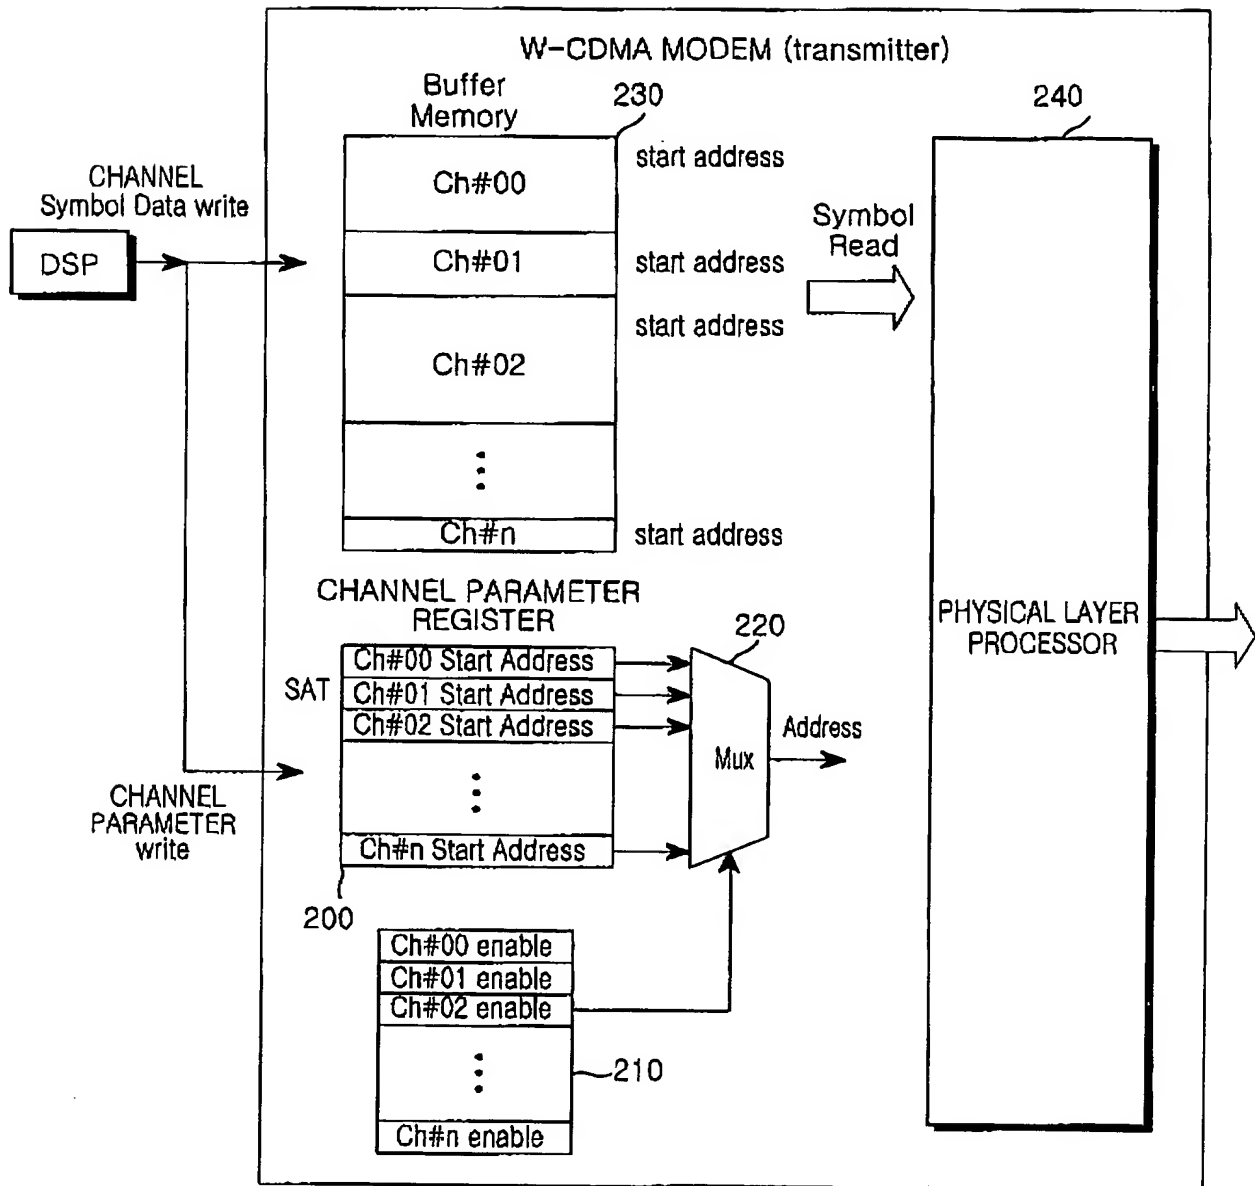 W-CDMA MODEM (transmitter)
Buffer
Memory
230
240
CHANNEL
Symbol Data write
DSP
Ch#00
start address
Ch#01
start address
Ch#02
start address
Ch#n
start address
Symbol
Read
PHYSICAL LAYER
PROCESSOR
CHANNEL PARAMETER
REGISTER
220
SAT
Ch#00 Start Address
Ch#01 Start Address
Ch#02 Start Address
Ch#n Start Address
Mux
Address
CHANNEL
PARAMETER
write
200
Ch#00 enable
Ch#01 enable
Ch#02 enable
210
Ch#n enable